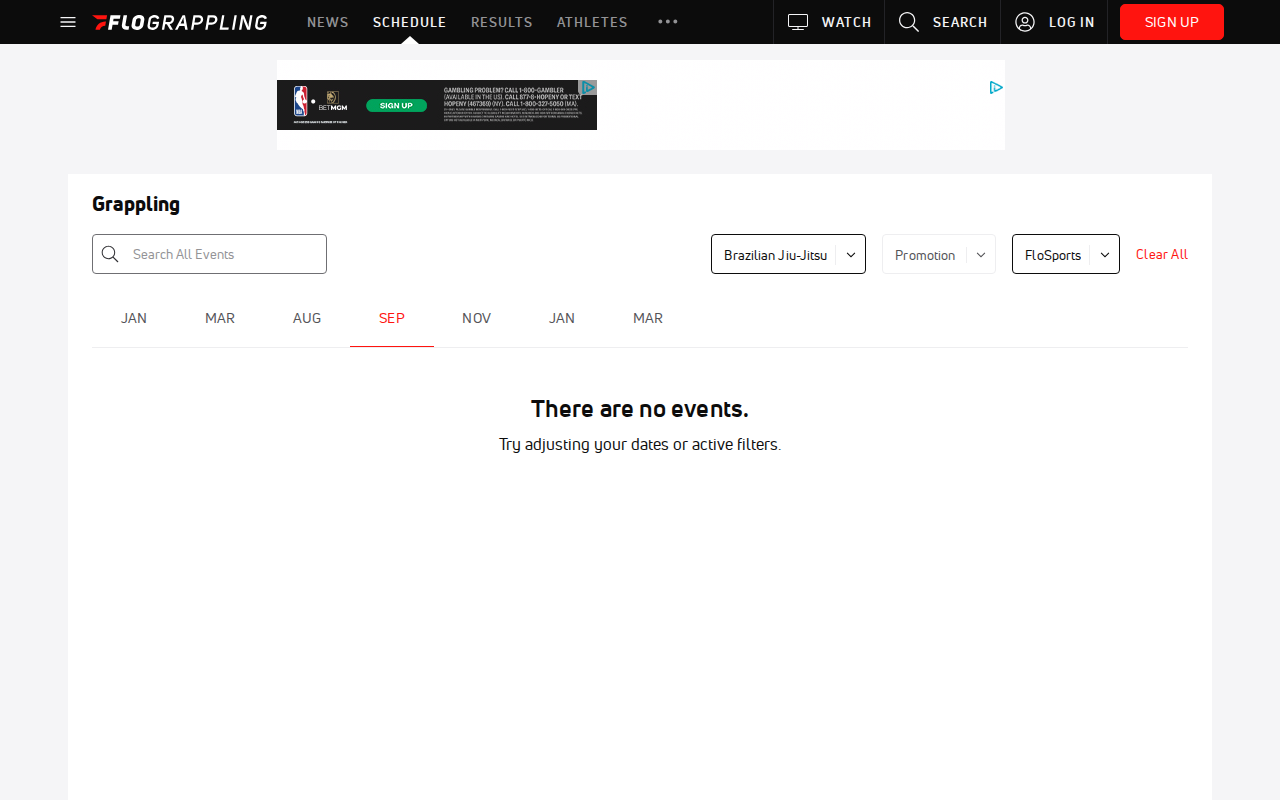 FLOGRAPPLING NEWS SCHEDULE RESULTS ATHLETES WATCH SEARCH LOG IN SIGN UP
BETMGM
SIGN UP
GAMBLING PROBLEM? CALL 1-800-GAMBLER
(AVAILABLE IN THE US). CALL 877-8-HOPENY OR TEXT
HOPENY (467369) (NY). CALL 1-800-327-5050 (MA).
Grappling
Search All Events Brazilian Jiu-Jitsu Promotion FloSports Clear All
JAN MAR AUG SEP NOV JAN MAR
There are no events.
Try adjusting your dates or active filters.